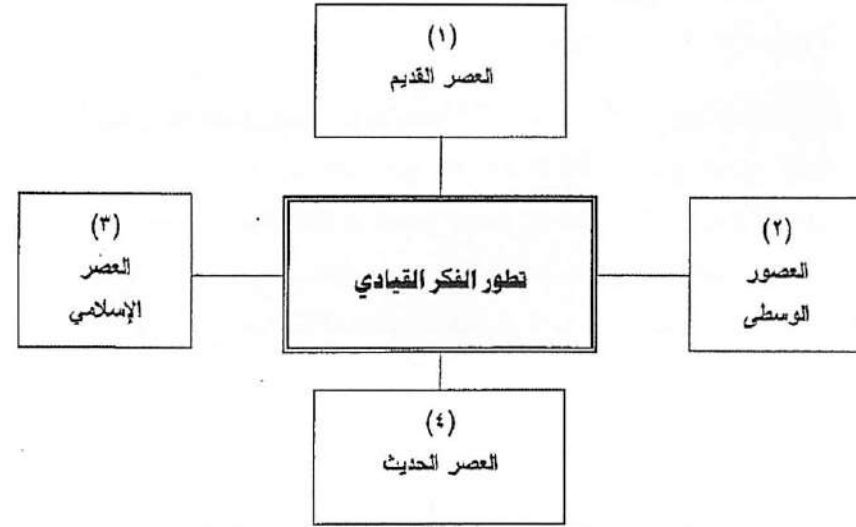 (١)
العصر القديم
(٢)
العصور
الوسطى
تطور الفكر القيادي
(٣)
العصر
الإسلامي
(٤)
العصر الحديث